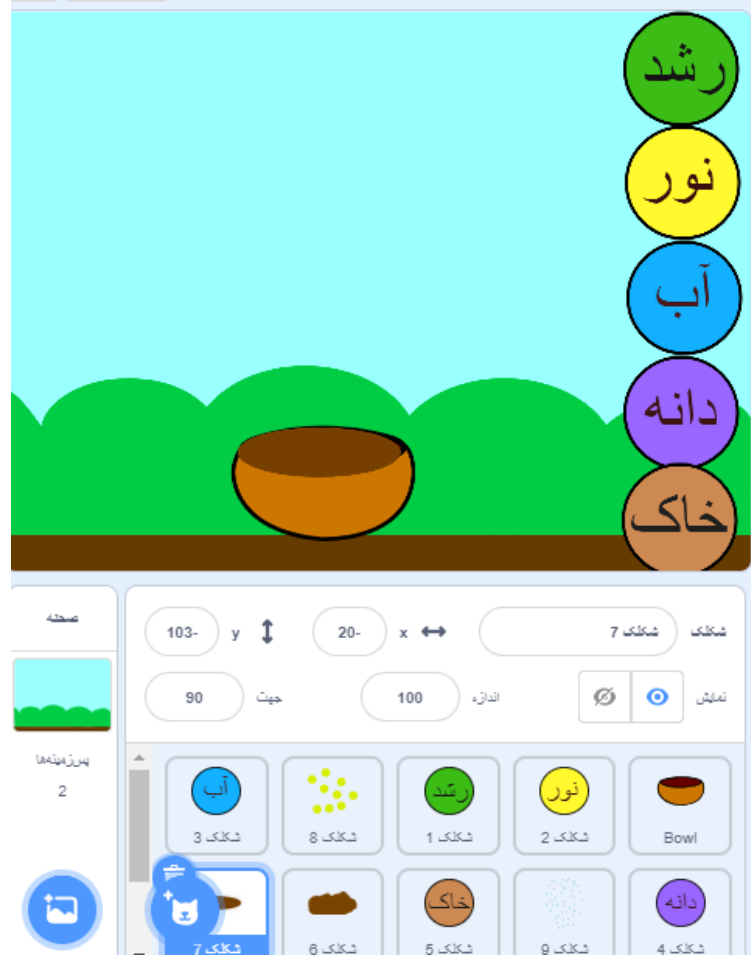 رشد
نور
آب
دانه
خاک
صحنه
پس‌زمینه‌ها
2
شکلک
شکلک 7
x
-20
y
-103
نمایش
اندازه
100
جهت
90
Bowl
نور
شکلک 2
رشد
شکلک 1
شکلک 8
آب
شکلک 3
دانه
شکلک 4
شکلک 9
خاک
شکلک 5
شکلک 6
شکلک 7